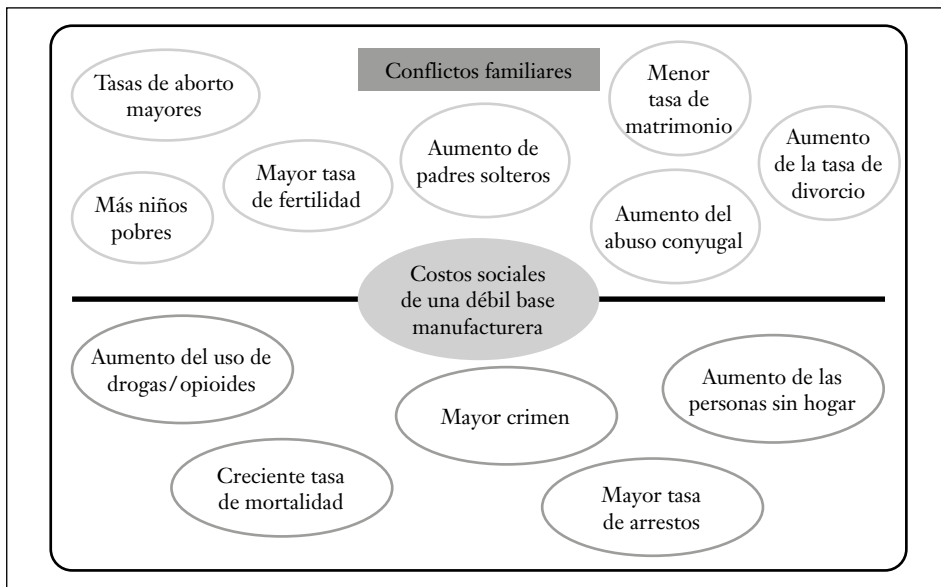 Tasas de aborto
mayores
Conflictos familiares
Menor
tasa de
matrimonio
Mayor tasa
de fertilidad
Aumento de
padres solteros
Aumento
de la tasa de
divorcio
Más niños
pobres
Aumento del
abuso conyugal
Costos sociales
de una débil base
manufacturera
Aumento del uso de
drogas/opioides
Mayor crimen
Aumento de las
personas sin hogar
Creciente tasa
de mortalidad
Mayor tasa
de arrestos